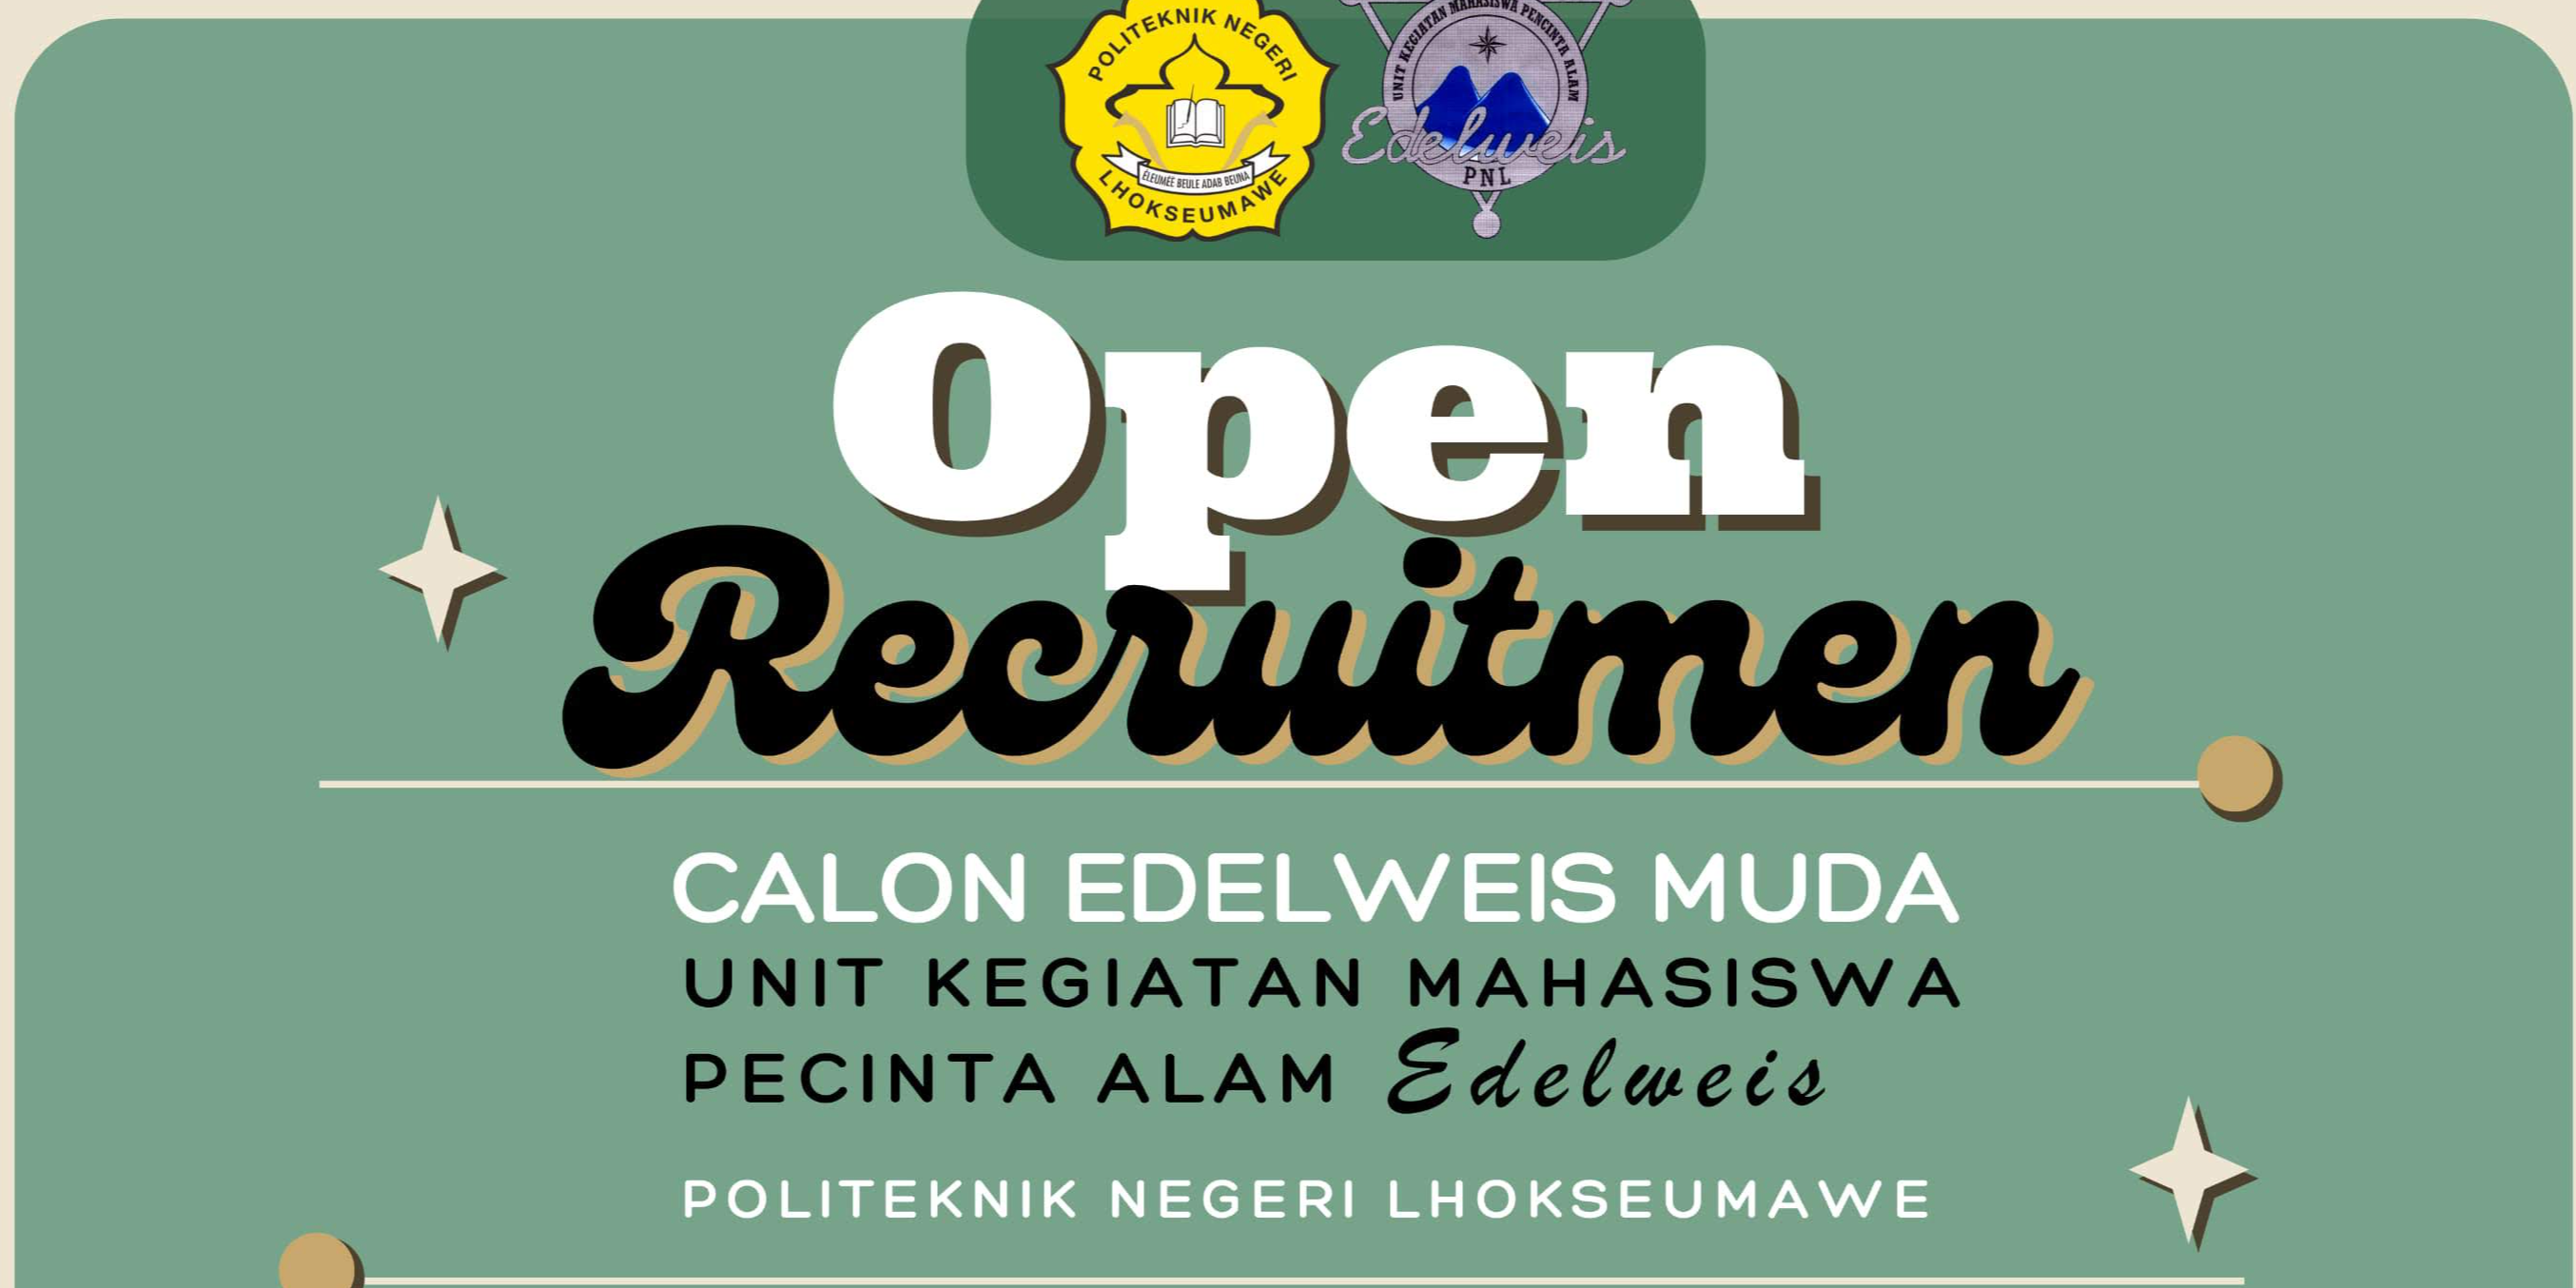 POLITEKNIK NEGERI
ÉLEUMÉE BEULE ADAB BEUNA
LHOKSEUMAWE
UNIT KEGIATAN MAHASISWA PENCINTA ALAM
Edelweis
PNL
Open
Recruitmen
CALON EDELWEIS MUDA
UNIT KEGIATAN MAHASISWA
PECINTA ALAM Edelweis
POLITEKNIK NEGERI LHOKSEUMAWE